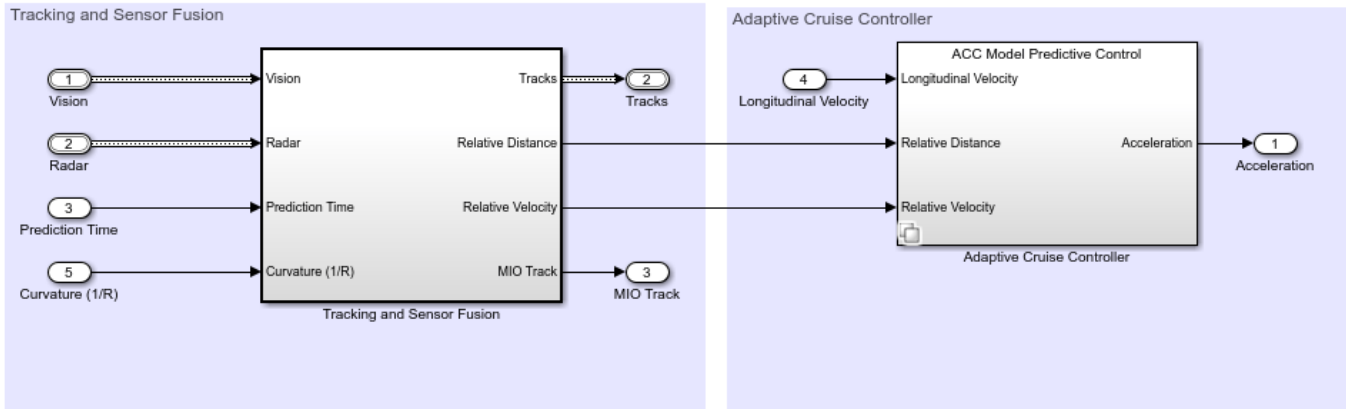 Tracking and Sensor Fusion
Adaptive Cruise Controller
1
Vision
2
Radar
3
Prediction Time
5
Curvature (1/R)
Vision
Radar
Prediction Time
Curvature (1/R)
Tracks
Relative Distance
Relative Velocity
MIO Track
Tracking and Sensor Fusion
2
Tracks
3
MIO Track
4
Longitudinal Velocity
ACC Model Predictive Control
Longitudinal Velocity
Relative Distance
Relative Velocity
Acceleration
Adaptive Cruise Controller
1
Acceleration